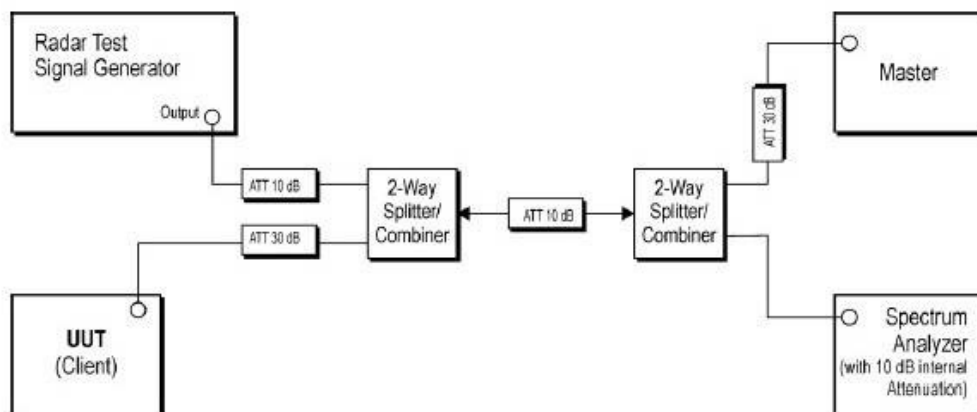 Radar Test
Signal Generator
Output
ATT 10 dB
ATT 30 dB
2-Way
Splitter/
Combiner
ATT 10 dB
2-Way
Splitter/
Combiner
ATT 30 dB
Master
UUT
(Client)
Spectrum
Analyzer
(with 10 dB internal
Attenuation)